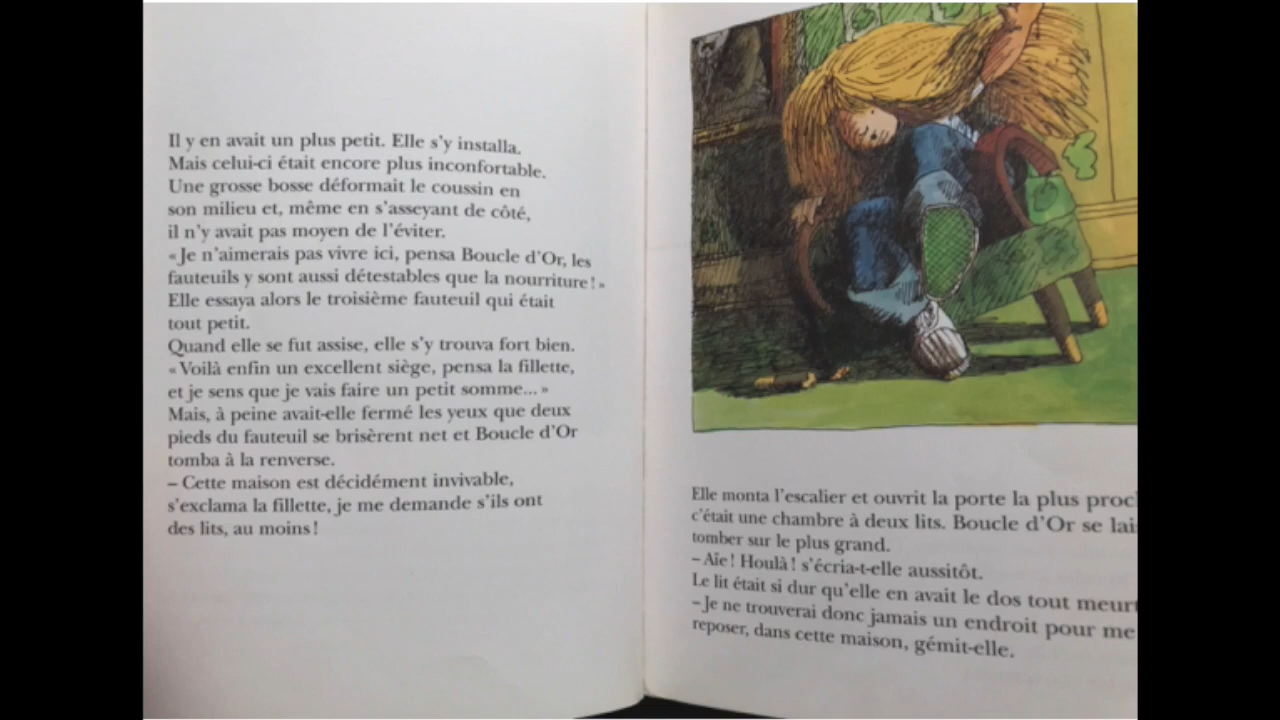 Il y en avait un plus petit. Elle s'y installa.
Mais celui-ci était encore plus inconfortable.
Une grosse bosse déformait le coussin en
son milieu et, même en s'asseyant de côté,
il n'y avait pas moyen de l'éviter.
«Je n'aimerais pas vivre ici, pensa Boucle d'Or, les
fauteuils y sont aussi détestables que la nourriture!»
Elle essaya alors le troisième fauteuil qui était
tout petit.
Quand elle se fut assise, elle s'y trouva fort bien.
«Voilà enfin un excellent siège, pensa la fillette,
et je sens que je vais faire un petit somme...»
Mais, à peine avait-elle fermé les yeux que deux
pieds du fauteuil se brisèrent net et Boucle d'Or
tomba à la renverse.
– Cette maison est décidément invivable,
s'exclama la fillette, je me demande s'ils ont
des lits, au moins!
Elle monta l'escalier et ouvrit la porte la plus
c'était une chambre à deux lits. Boucle d'Or se
tomber sur le plus grand.
– Aïe! Houlà! s'écria-t-elle aussitôt.
Le lit était si dur qu'elle en avait le dos tout
– Je ne trouverai donc jamais un endroit pour me
reposer, dans cette maison, gémit-elle.